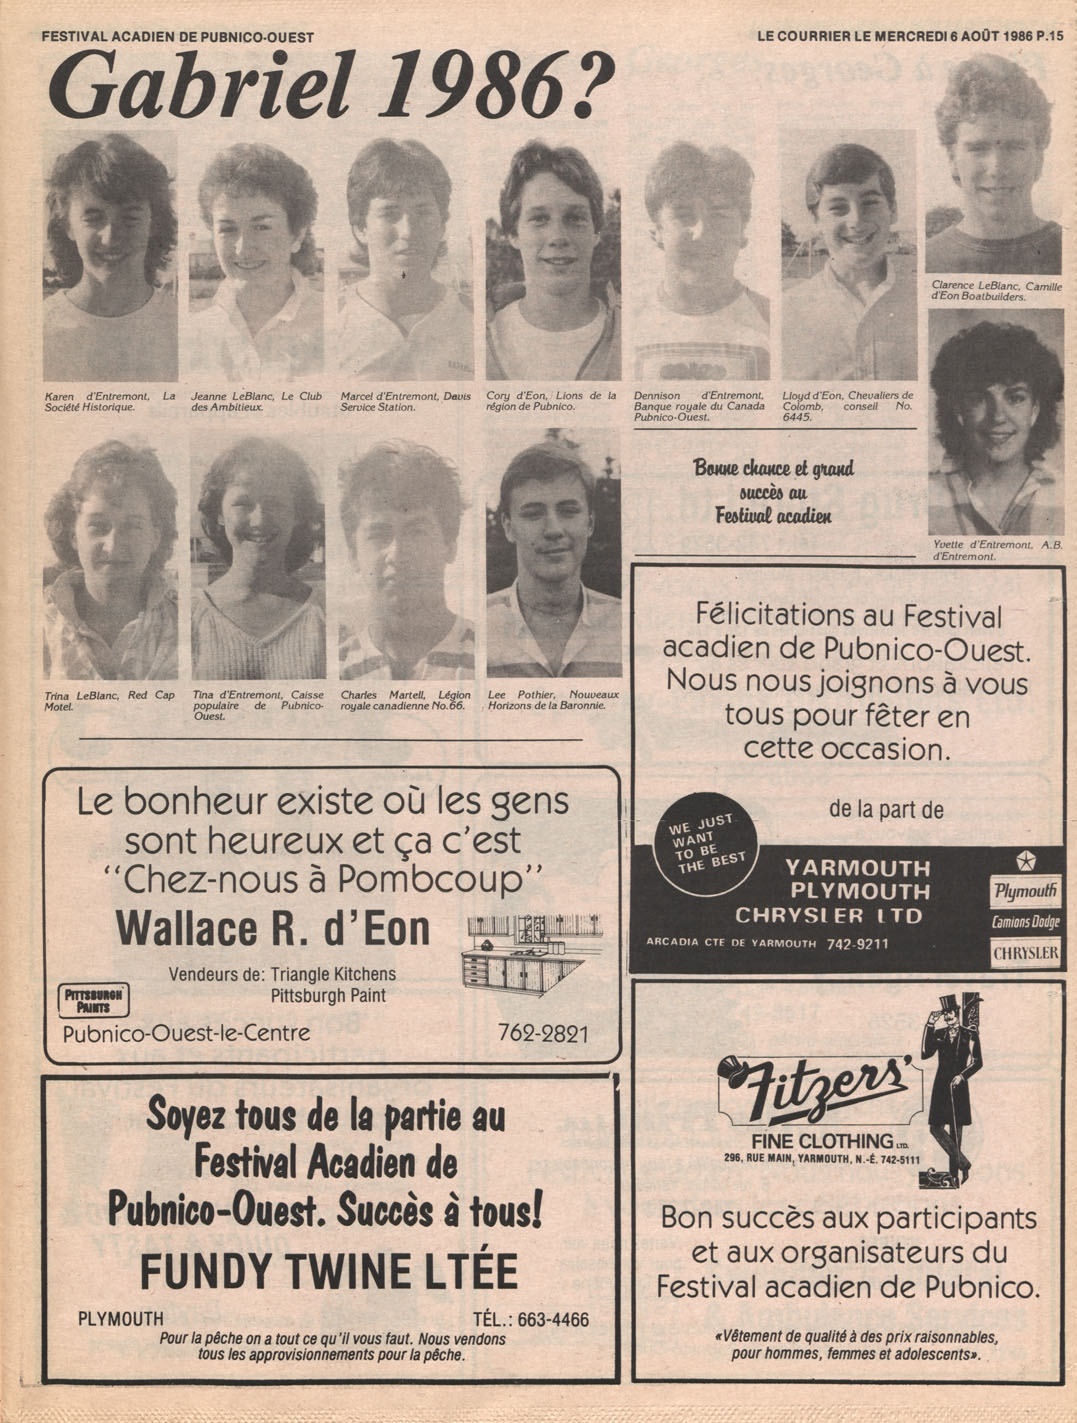 FESTIVAL ACADIEN DE PUBNICO-OUEST
LE COURRIER LE MERCREDI 6 AOÛT 1986 P.15
Gabriel 1986?
Karen d'Entremont, La
Société Historique.
Jeanne LeBlanc, Le Club
des Ambitieux.
Marcel d'Entremont, Davis
Service Station.
Cory d'Eon, Lions de la
région de Pubnico.
Dennison d'Entremont,
Banque royale du Canada
Pubnico-Ouest.
Lloyd d'Eon, Chevaliers de
Colomb, conseil No.
6445.
Clarence LeBlanc, Camille
d'Eon Boatbuilders.
Yvette d'Entremont, A.B.
d'Entremont.
Trina LeBlanc, Red Cap
Motel.
Tina d'Entremont, Caisse
populaire de Pubnico-
Ouest.
Charles Martell, Légion
royale canadienne No.66.
Lee Pothier, Nouveaux
Horizons de la Baronnie.
Bonne chance et grand
succès au
Festival acadien
Félicitations au Festival
acadien de Pubnico-Ouest.
Nous nous joignons à vous
tous pour fêter en
cette occasion.
de la part de
WE JUST
WANT
TO BE
THE BEST
YARMOUTH
PLYMOUTH
CHRYSLER LTD
ARCADIA CTE DE YARMOUTH 742-9211
Plymouth
Camions Dodge
CHRYSLER
Le bonheur existe où les gens
sont heureux et ça c'est
"Chez-nous à Pombcoup"
Wallace R. d'Eon
Vendeurs de: Triangle Kitchens
Pittsburgh Paint
PITTSBURGH
PAINTS
Pubnico-Ouest-le-Centre
762-2821
Soyez tous de la partie au
Festival Acadien de
Pubnico-Ouest. Succès à tous!
FUNDY TWINE LTÉE
PLYMOUTH
TÉL.: 663-4466
Pour la pêche on a tout ce qu'il vous faut. Nous vendons
tous les approvisionnements pour la pêche.
Fitzers'
FINE CLOTHING LTD.
296, RUE MAIN, YARMOUTH, N.-É. 742-5111
Bon succès aux participants
et aux organisateurs du
Festival acadien de Pubnico.
«Vêtement de qualité à des prix raisonnables,
pour hommes, femmes et adolescents».